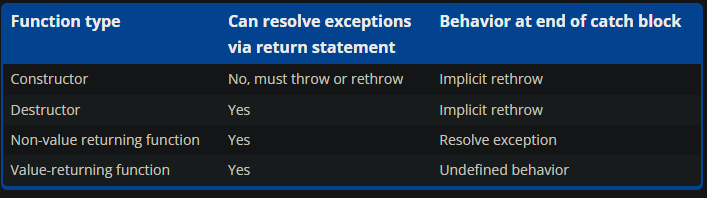 Function type Can resolve exceptions via return statement Behavior at end of catch block
Constructor No, must throw or rethrow Implicit rethrow
Destructor Yes Implicit rethrow
Non-value returning function Yes Resolve exception
Value-returning function Yes Undefined behavior